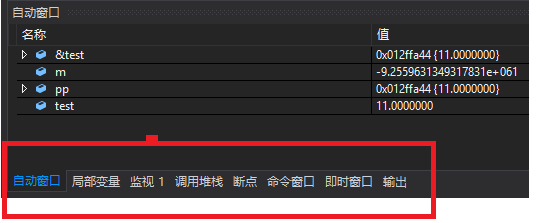 自动窗口
名称 值
&test 0x012ffa44 {11.0000000}
m -9.2559631349317831e+061
pp 0x012ffa44 {11.0000000}
test 11.0000000
自动窗口 局部变量 监视 1 调用堆栈 断点 命令窗口 即时窗口 输出